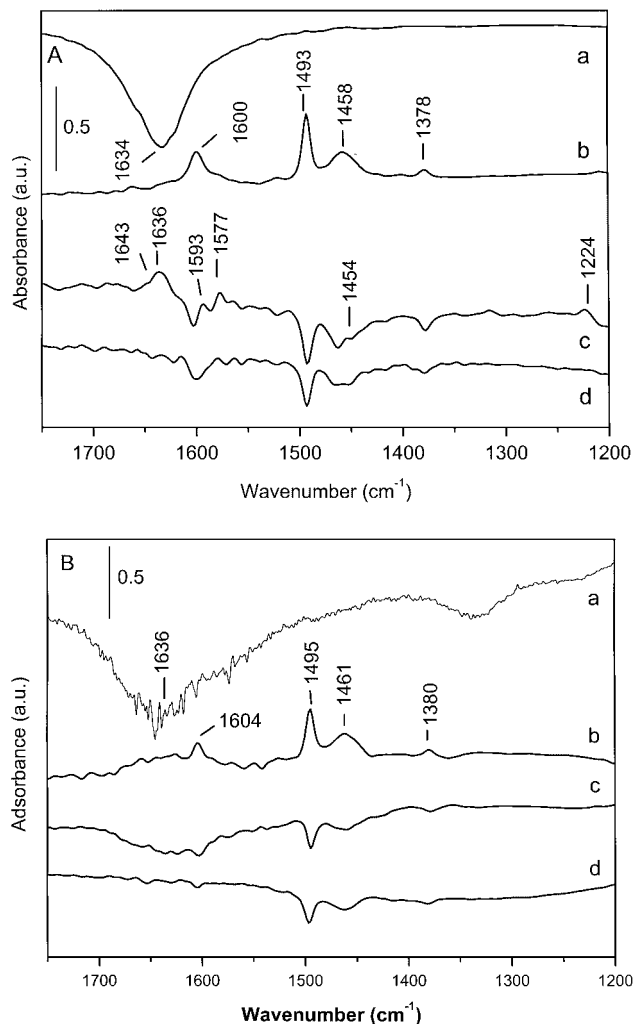 A
a
0.5
1634
1600
1493
1458
1378
b
1643
1636
1593
1577
1454
1224
c
d
Absorbance (a.u.)
1700 1600 1500 1400 1300 1200
Wavenumber (cm-1)
B
0.5
a
1636
1604
1495
1461
1380
b
c
d
Adsorbance (a.u.)
1700 1600 1500 1400 1300 1200
Wavenumber (cm-1)